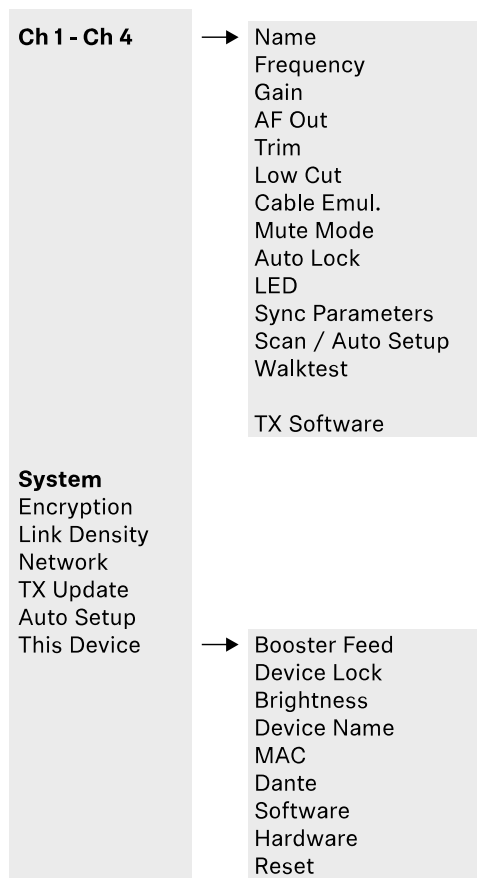 Ch 1 - Ch 4
Name
Frequency
Gain
AF Out
Trim
Low Cut
Cable Emul.
Mute Mode
Auto Lock
LED
Sync Parameters
Scan / Auto Setup
Walktest
TX Software
System
Encryption
Link Density
Network
TX Update
Auto Setup
This Device
Booster Feed
Device Lock
Brightness
Device Name
MAC
Dante
Software
Hardware
Reset